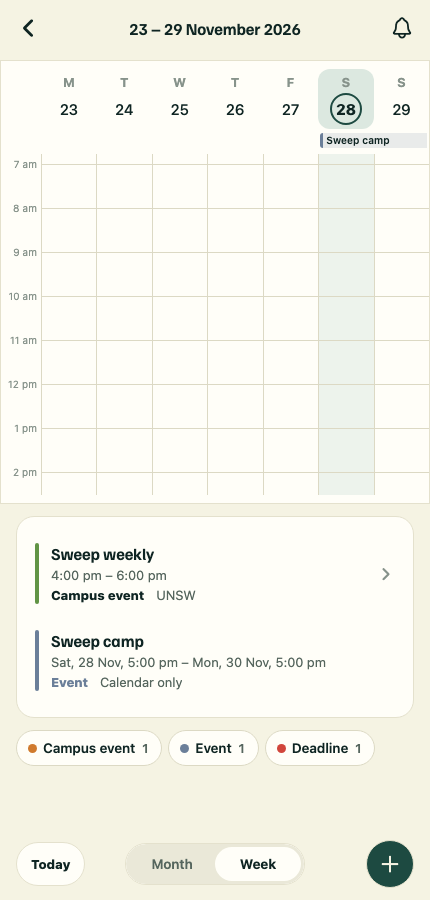 23 – 29 November 2026
M T W T F S S
23 24 25 26 27 28 29
Sweep camp
7 am
8 am
9 am
10 am
11 am
12 pm
1 pm
2 pm
Sweep weekly
4:00 pm – 6:00 pm
Campus event UNSW
Sweep camp
Sat, 28 Nov, 5:00 pm – Mon, 30 Nov, 5:00 pm
Event Calendar only
Campus event 1 Event 1 Deadline 1
Today Month Week